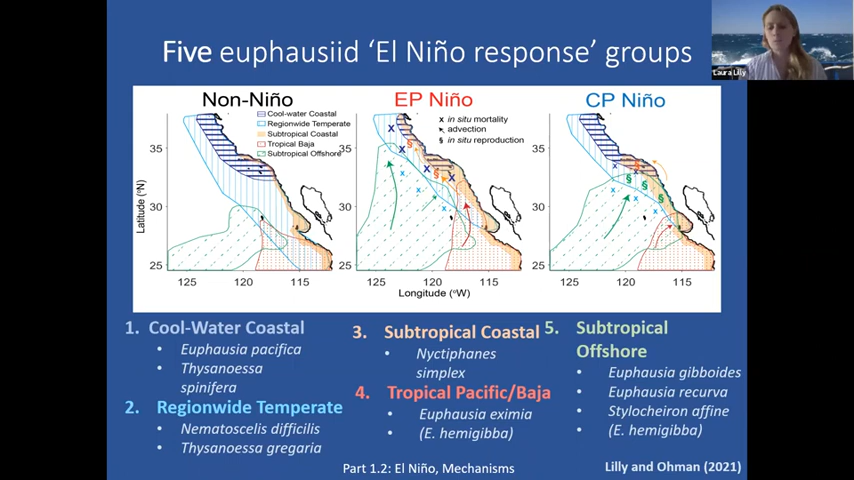 Five euphausiid ‘El Niño response’ groups
Laura Lilly
Non-Niño
EP Niño
CP Niño
Cool-water Coastal
Regionwide Temperate
Subtropical Coastal
Tropical Baja
Subtropical Offshore
x in situ mortality
advection
§ in situ reproduction
Latitude (°N)
35
30
25
35
30
25
35
30
25
125
120
115
125
120
115
125
120
115
Longitude (°W)
1. Cool-Water Coastal
• Euphausia pacifica
• Thysanoessa
spinifera
2. Regionwide Temperate
• Nematoscelis difficilis
• Thysanoessa gregaria
3. Subtropical Coastal
• Nyctiphanes
simplex
4. Tropical Pacific/Baja
• Euphausia eximia
• (E. hemigibba)
5. Subtropical
Offshore
• Euphausia gibboides
• Euphausia recurva
• Stylocheiron affine
• (E. hemigibba)
Part 1.2: El Niño, Mechanisms
Lilly and Ohman (2021)